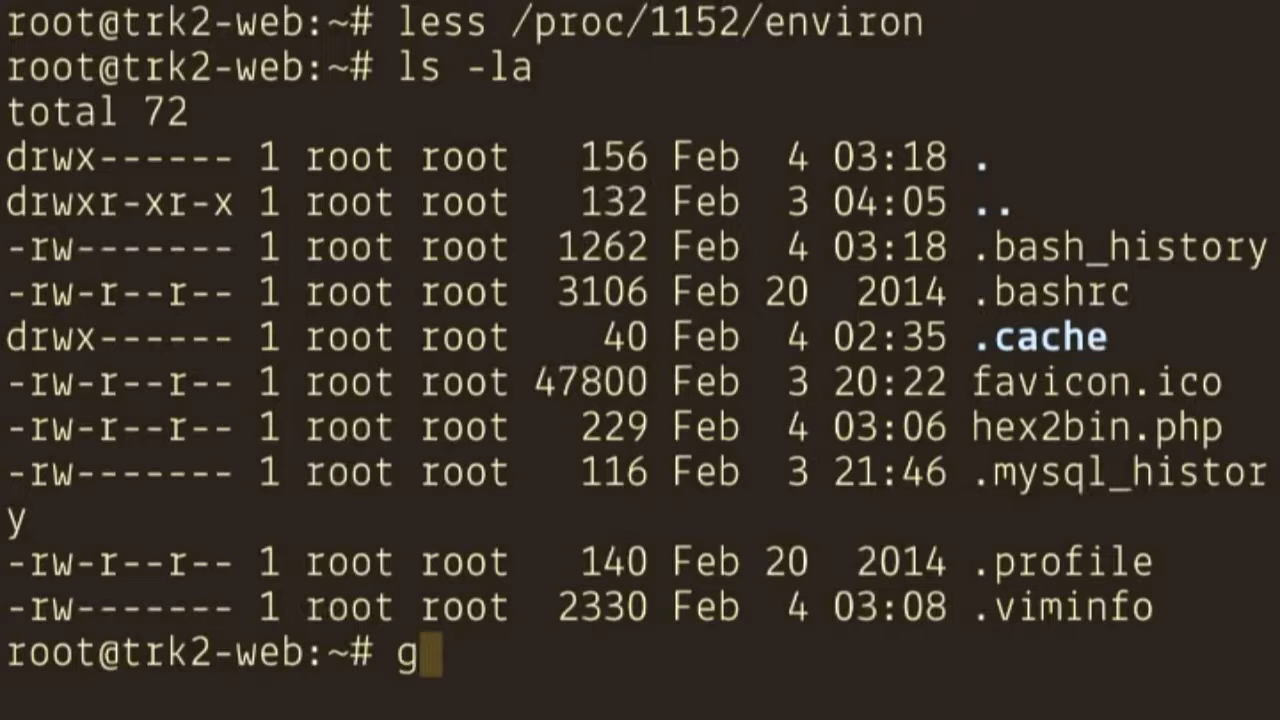 root@trk2-web:~# less /proc/1152/environ
root@trk2-web:~# ls -la
total 72
drwx------ 1 root root   156 Feb  4 03:18 .
drwxr-xr-x 1 root root   132 Feb  3 04:05 ..
-rw------- 1 root root  1262 Feb  4 03:18 .bash_history
-rw-r--r-- 1 root root  3106 Feb 20  2014 .bashrc
drwx------ 1 root root    40 Feb  4 02:35 .cache
-rw-r--r-- 1 root root 47800 Feb  3 20:22 favicon.ico
-rw-r--r-- 1 root root   229 Feb  4 03:06 hex2bin.php
-rw------- 1 root root   116 Feb  3 21:46 .mysql_histor
y
-rw-r--r-- 1 root root   140 Feb 20  2014 .profile
-rw------- 1 root root  2330 Feb  4 03:08 .viminfo
root@trk2-web:~# g